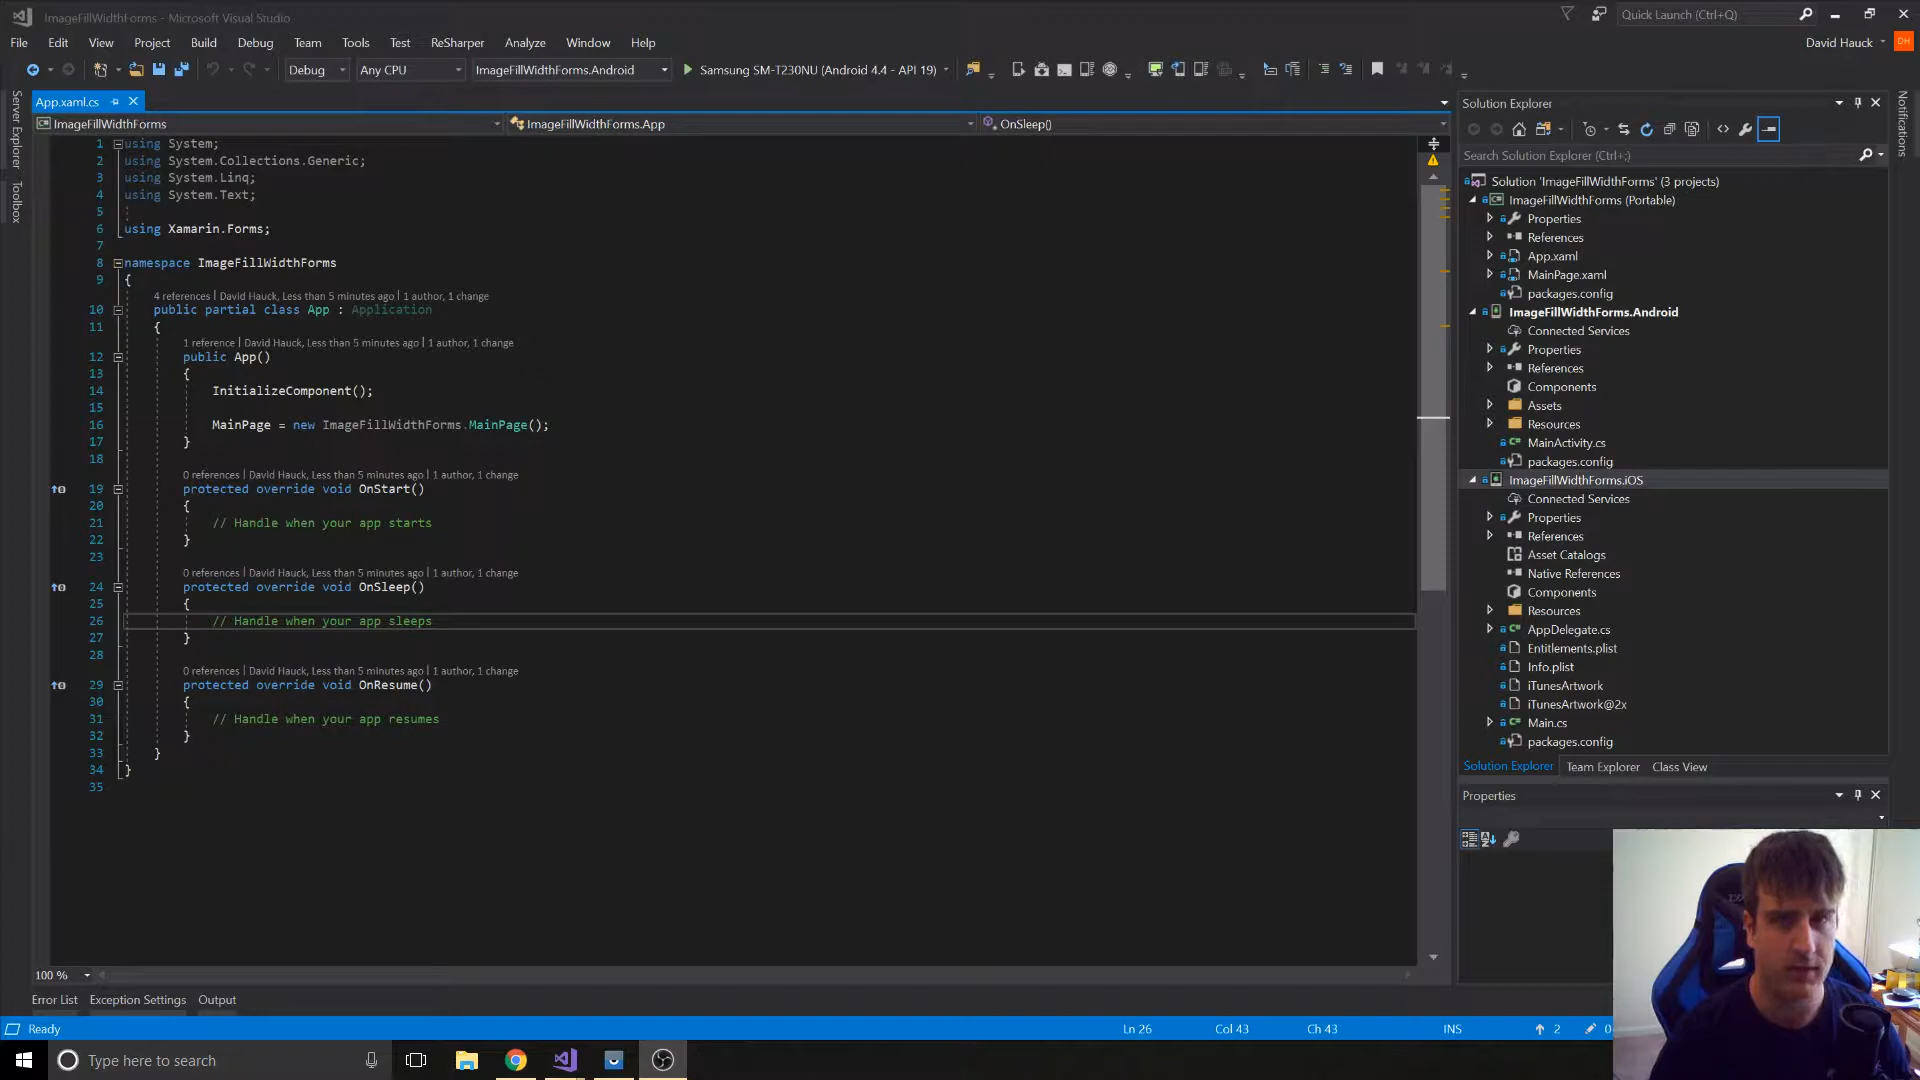 ImageFillWidthForms - Microsoft Visual Studio
Quick Launch (Ctrl+Q)
File Edit View Project Build Debug Team Tools Test ReSharper Analyze Window Help
David Hauck
DH
Debug
Any CPU
ImageFillWidthForms.Android
Samsung SM-T230NU (Android 4.4 - API 19)
Server Explorer
Toolbox
App.xaml.cs
ImageFillWidthForms
ImageFillWidthForms.App
OnSleep()
1 using System;
2 using System.Collections.Generic;
3 using System.Linq;
4 using System.Text;
5
6 using Xamarin.Forms;
7
8 namespace ImageFillWidthForms
9 {
4 references | David Hauck, Less than 5 minutes ago | 1 author, 1 change
10 public partial class App : Application
11 {
1 reference | David Hauck, Less than 5 minutes ago | 1 author, 1 change
12 public App()
13 {
14 InitializeComponent();
15
16 MainPage = new ImageFillWidthForms.MainPage();
17 }
18
0 references | David Hauck, Less than 5 minutes ago | 1 author, 1 change
19 protected override void OnStart()
20 {
21 // Handle when your app starts
22 }
23
0 references | David Hauck, Less than 5 minutes ago | 1 author, 1 change
24 protected override void OnSleep()
25 {
26 // Handle when your app sleeps
27 }
28
0 references | David Hauck, Less than 5 minutes ago | 1 author, 1 change
29 protected override void OnResume()
30 {
31 // Handle when your app resumes
32 }
33 }
34 }
35
100 %
Error List Exception Settings Output
Solution Explorer
Search Solution Explorer (Ctrl+;)
Solution 'ImageFillWidthForms' (3 projects)
ImageFillWidthForms (Portable)
Properties
References
App.xaml
MainPage.xaml
packages.config
ImageFillWidthForms.Android
Connected Services
Properties
References
Components
Assets
Resources
MainActivity.cs
packages.config
ImageFillWidthForms.iOS
Connected Services
Properties
References
Asset Catalogs
Native References
Components
Resources
AppDelegate.cs
Entitlements.plist
Info.plist
iTunesArtwork
iTunesArtwork@2x
Main.cs
packages.config
Solution Explorer Team Explorer Class View
Properties
Notifications
Ready
Ln 26 Col 43 Ch 43 INS 2 0
Type here to search